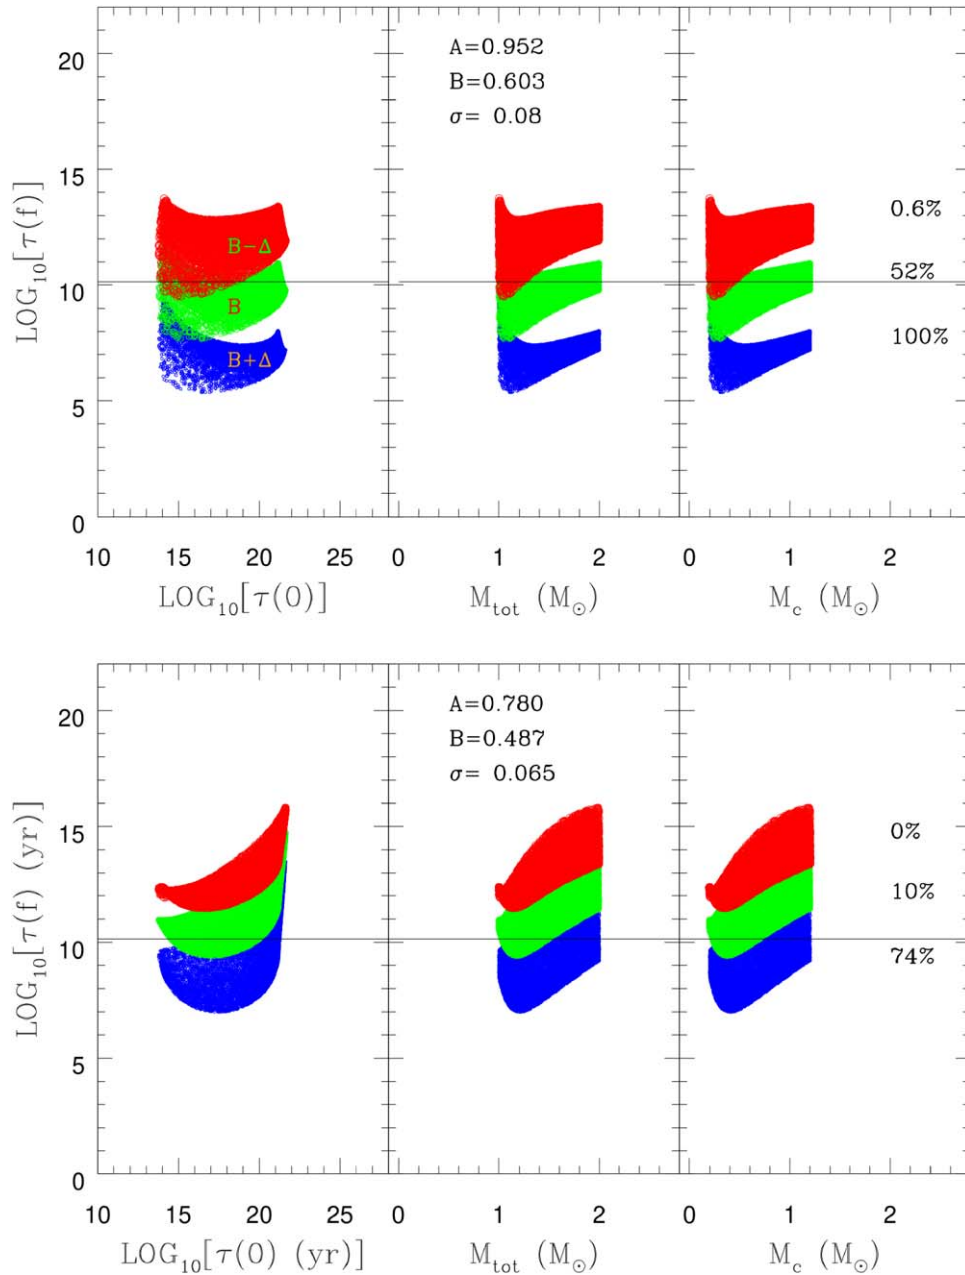 20
15
10
5
0
LOG10[τ(f)]
A=0.952
B=0.603
σ= 0.08
B−Δ
B
B+Δ
0.6%
52%
100%
10 15 20 25 0 1 2 0 1 2
LOG10[τ(0)] Mtot (M⊙) Mc (M⊙)
20
15
10
5
0
LOG10[τ(f) (yr)]
A=0.780
B=0.487
σ= 0.065
0%
10%
74%
10 15 20 25 0 1 2 0 1 2
LOG10[τ(0) (yr)] Mtot (M⊙) Mc (M⊙)